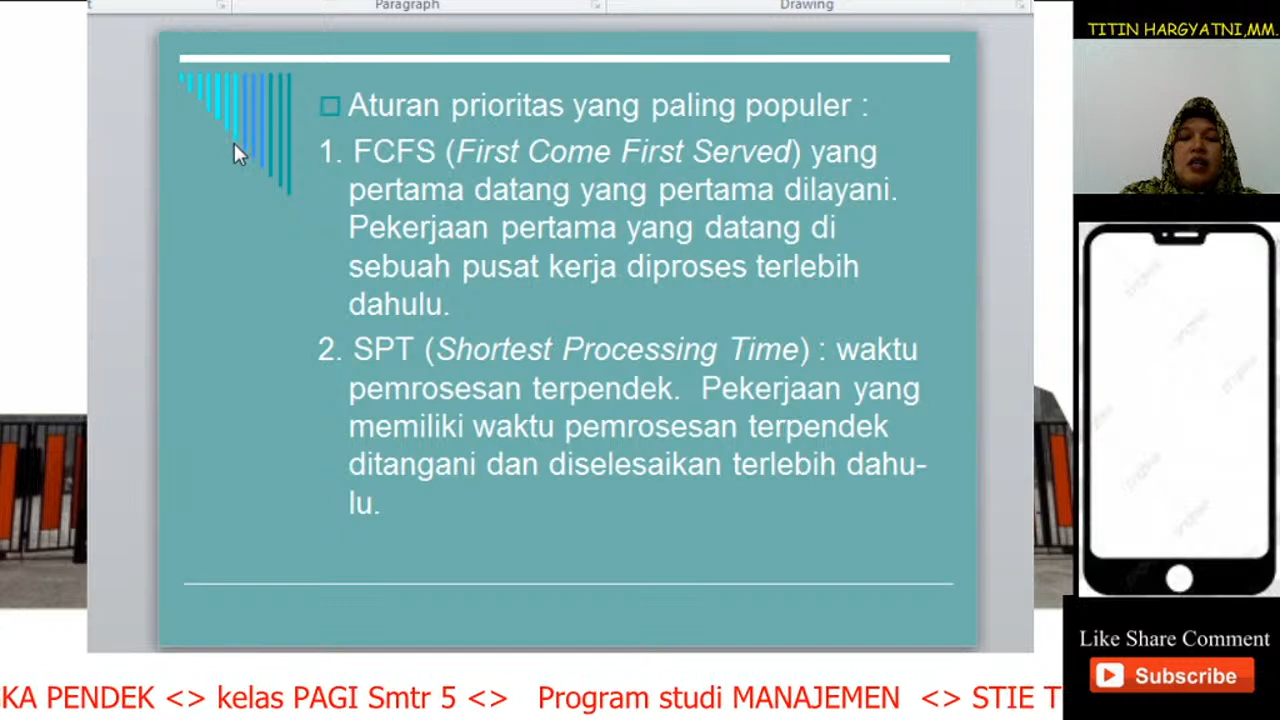 Paragraph
Drawing
TITIN HARGYATNI,MM.
Aturan prioritas yang paling populer :
1. FCFS (First Come First Served) yang
pertama datang yang pertama dilayani.
Pekerjaan pertama yang datang di
sebuah pusat kerja diproses terlebih
dahulu.
2. SPT (Shortest Processing Time) : waktu
pemrosesan terpendek. Pekerjaan yang
memiliki waktu pemrosesan terpendek
ditangani dan diselesaikan terlebih dahu-
lu.
Like Share Comment
Subscribe
KA PENDEK <> kelas PAGI Smtr 5 <> Program studi MANAJEMEN <> STIE T